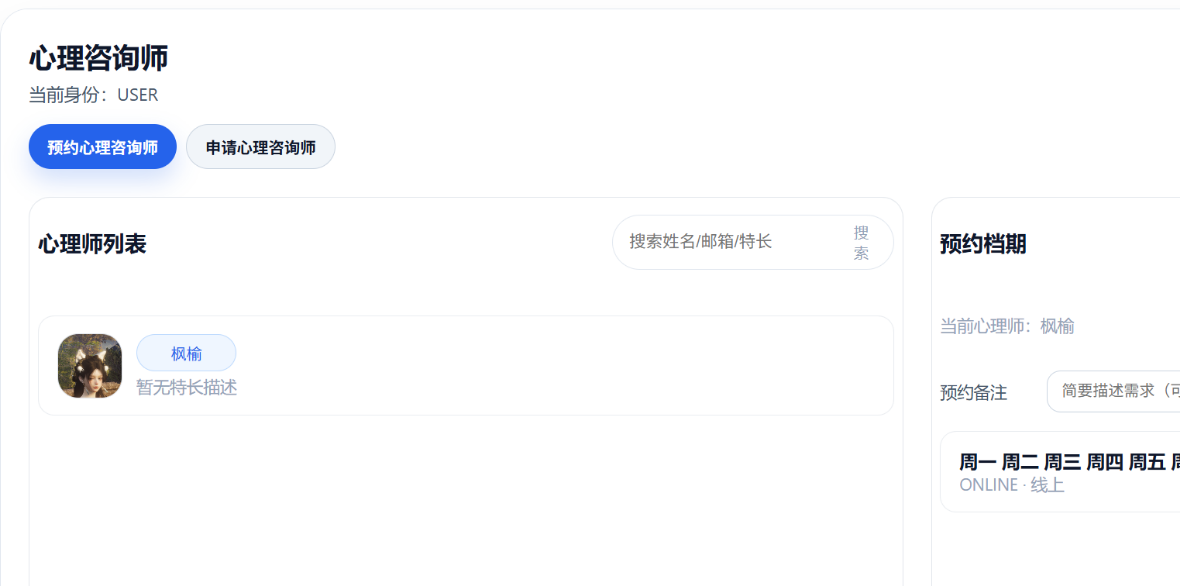 心理咨询师
当前身份：USER
预约心理咨询师
申请心理咨询师
心理师列表
搜索姓名/邮箱/特长
搜
索
枫榆
暂无特长描述
预约档期
当前心理师：枫榆
预约备注
简要描述需求（可
周一 周二 周三 周四 周五
ONLINE · 线上